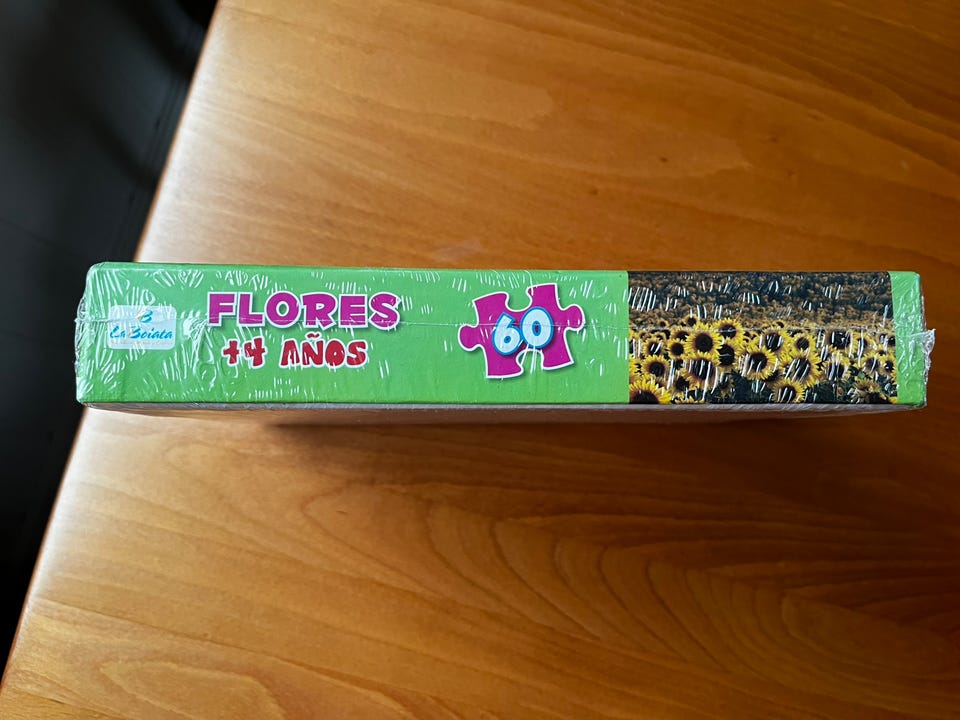 La Boiata
FLORES
+4 AÑOS
60